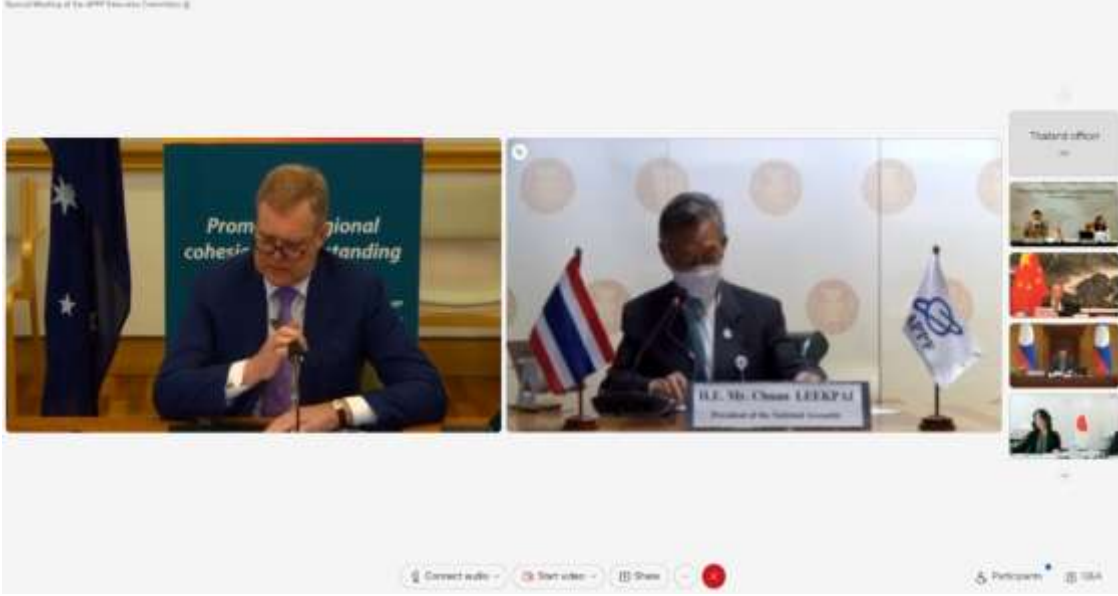 Special Meeting of the APPF Executive Committee
Prom gional
cohesi tanding
H.E. Mr. Chuan LEEKPAI
President of the National Assembly
APPF
Thailand officer
Connect audio
Start video
Share
Participants
Q&A